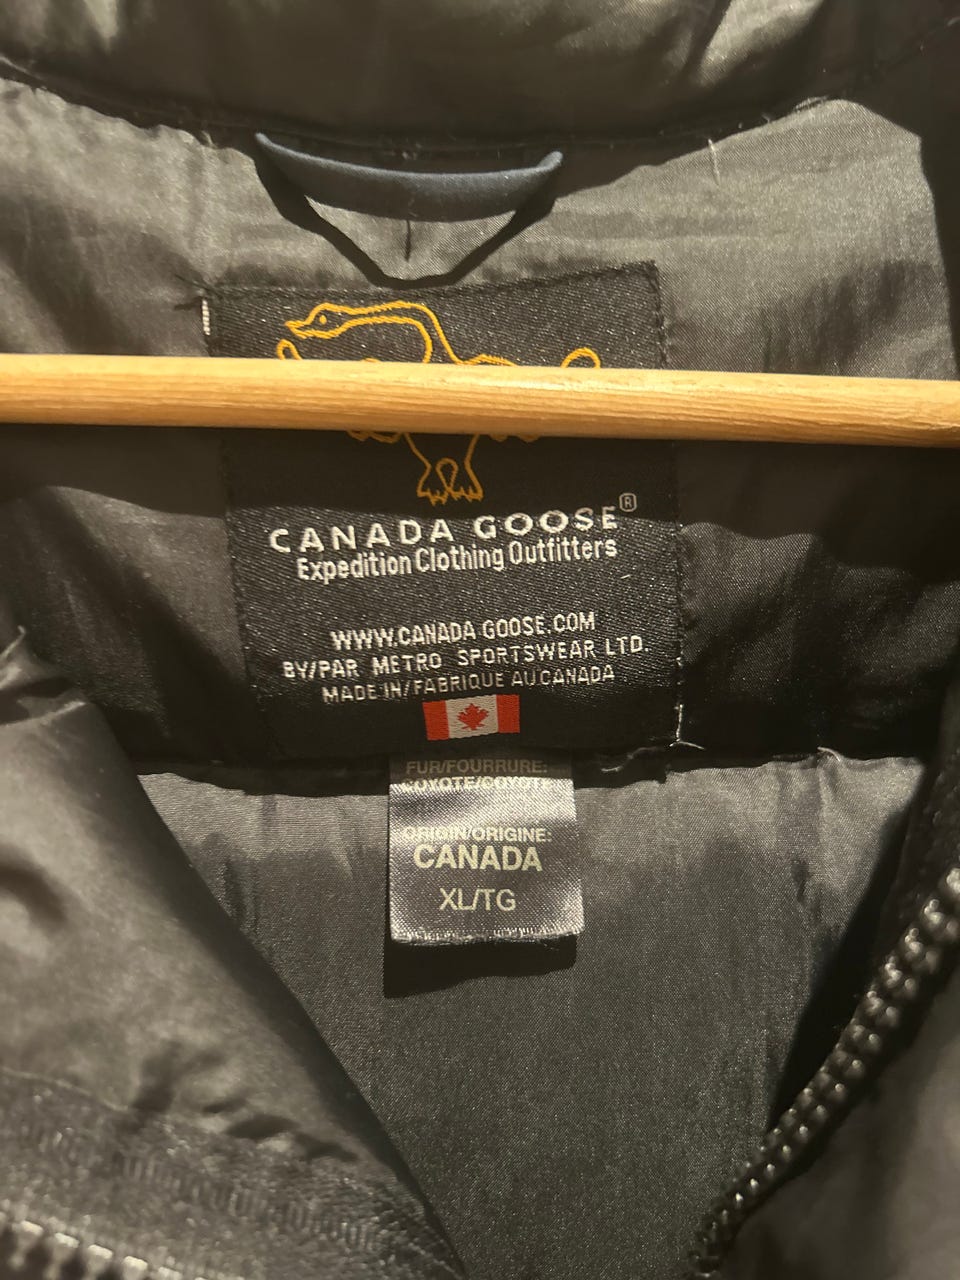 CANADA GOOSE®
Expedition Clothing Outfitters
WWW.CANADA GOOSE.COM
BY/PAR METRO SPORTSWEAR LTD.
MADE IN/FABRIQUE AU CANADA
FUR/FOURRURE:
COYOTE/COYOTE
ORIGIN/ORIGINE:
CANADA
XL/TG